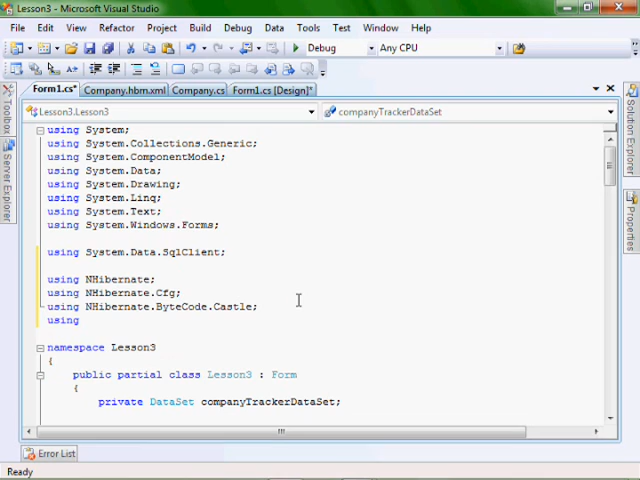 Lesson3 - Microsoft Visual Studio
File Edit View Refactor Project Build Debug Data Tools Test Window Help
Debug Any CPU
Form1.cs* Company.hbm.xml Company.cs Form1.cs [Design]*
Lesson3.Lesson3 companyTrackerDataSet
Toolbox
Server Explorer
Solution Explorer
Properties
using System;
using System.Collections.Generic;
using System.ComponentModel;
using System.Data;
using System.Drawing;
using System.Linq;
using System.Text;
using System.Windows.Forms;
using System.Data.SqlClient;
using NHibernate;
using NHibernate.Cfg;
using NHibernate.ByteCode.Castle;
using
namespace Lesson3
{
public partial class Lesson3 : Form
{
private DataSet companyTrackerDataSet;
Error List
Ready